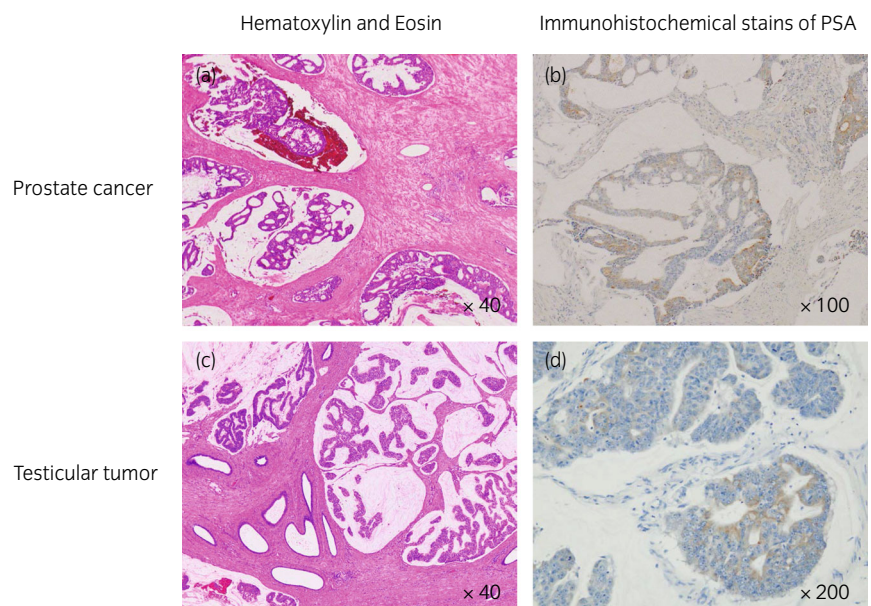 Hematoxylin and Eosin
Immunohistochemical stains of PSA
Prostate cancer
(a)
× 40
(b)
× 100
Testicular tumor
(c)
× 40
(d)
× 200